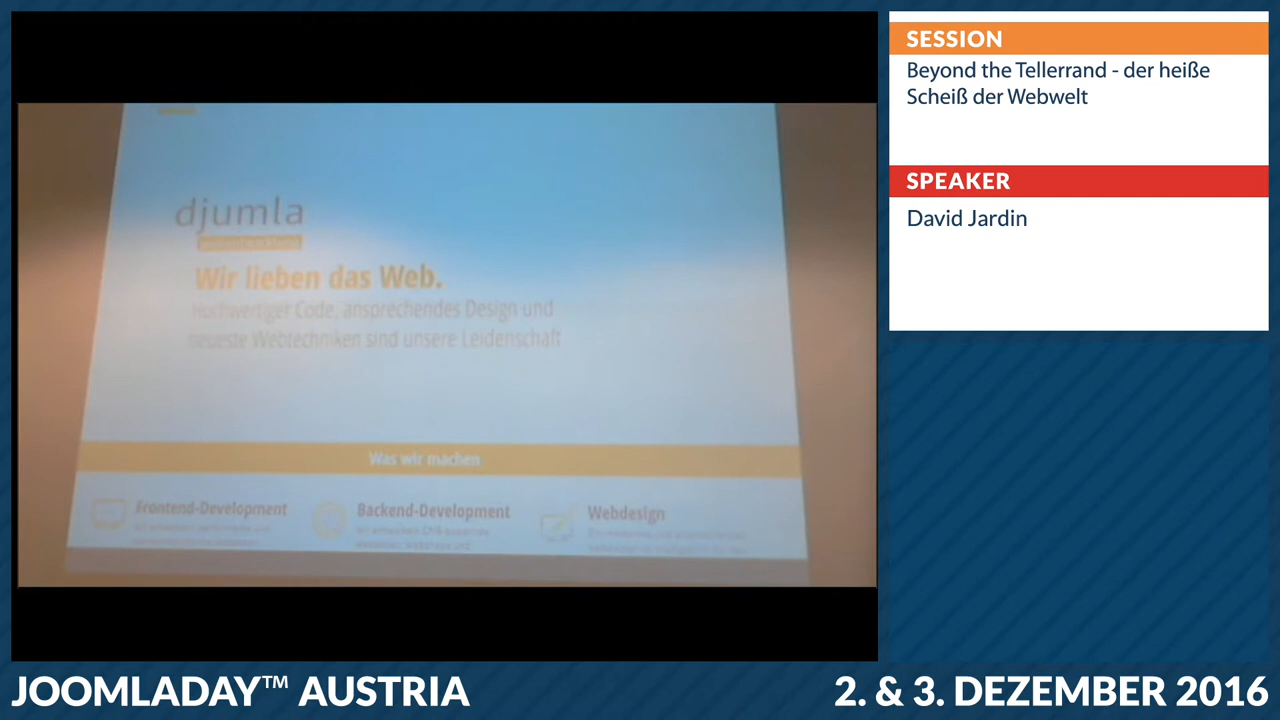 SESSION
Beyond the Tellerrand - der heiße
Scheiß der Webwelt
SPEAKER
David Jardin
djumla
Wir lieben das Web.
Hochwertiger Code, ansprechendes Design und
neueste Webtechniken sind unsere Leidenschaft
Was wir machen
Frontend-Development
Backend-Development
Webdesign
JOOMLADAY™ AUSTRIA
2. & 3. DEZEMBER 2016